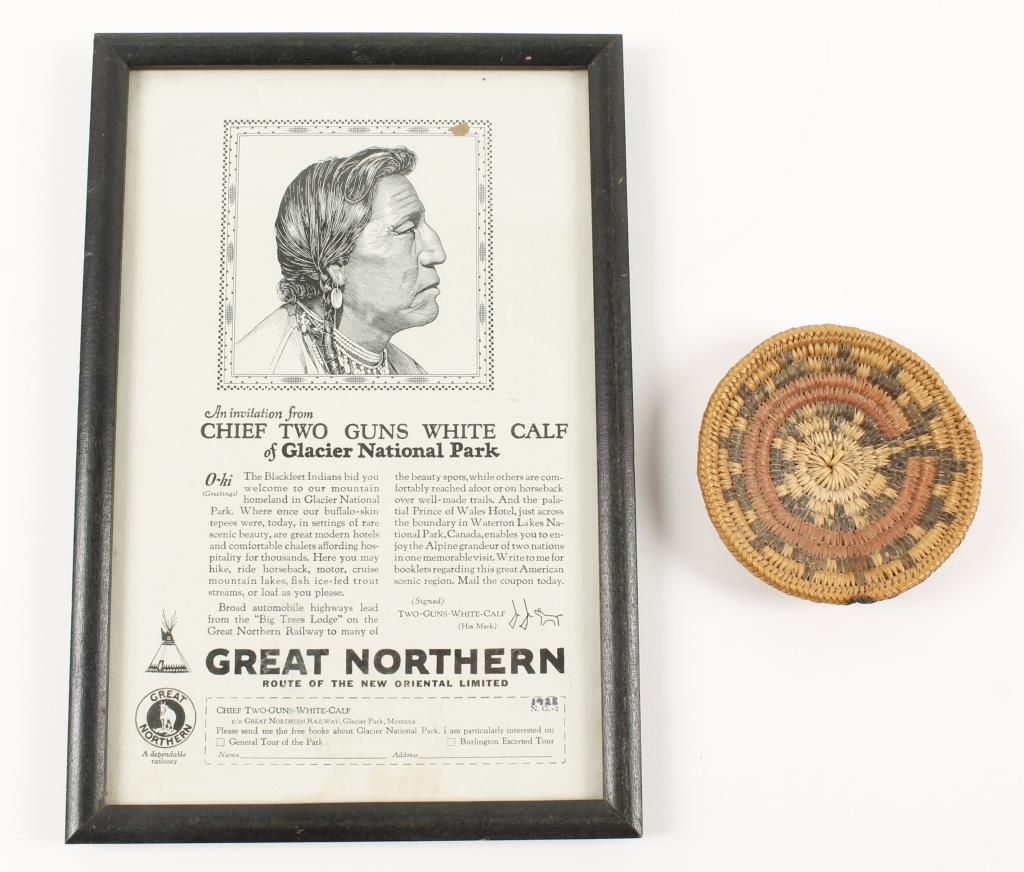 An invitation from
CHIEF TWO GUNS WHITE CALF
of Glacier National Park
O-ki
(Greetings)
The Blackfeet Indians bid you
welcome to our mountain
homeland in Glacier National
Park. Where once our buffalo-skin
tepees were, today, in settings of rare
scenic beauty, are great modern hotels
and comfortable chalets affording hos-
pitality for thousands. Here you may
hike, ride horseback, motor, cruise
mountain lakes, fish ice-fed trout
streams, or loaf as you please.
Broad automobile highways lead
from the "Big Trees Lodge" on the
Great Northern Railway to many of
the beauty spots, while others are com-
fortably reached afoot or on horseback
over well-made trails. And the pala-
tial Prince of Wales Hotel, just across
the boundary in Waterton Lakes Na-
tional Park, Canada, enables you to en-
joy the Alpine grandeur of two nations
in one memorable visit. Write to me for
booklets regarding this great American
scenic region. Mail the coupon today.
(Signed)
TWO-GUNS-WHITE-CALF
(His Mark)
GREAT NORTHERN
ROUTE OF THE NEW ORIENTAL LIMITED
GREAT
NORTHERN
A dependable
railway
1928
N. G.-2
CHIEF TWO-GUNS-WHITE-CALF
c/o GREAT NORTHERN RAILWAY, Glacier Park, Montana
Please send me the free books about Glacier National Park. I am particularly interested in:
General Tour of the Park Burlington Escorted Tour
Name Address